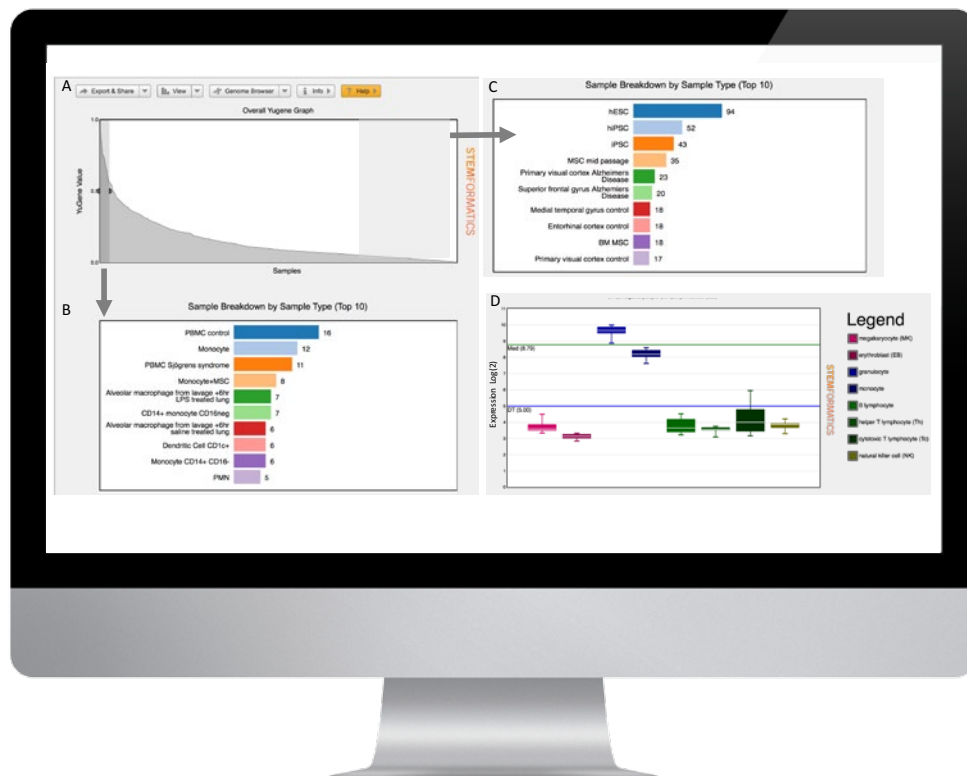 A
Export & Share
View
Genome Browser
Info
? Help
Overall Yugene Graph
1.0
0.5
0.0
YuGene Value
Samples
STEMFORMATICS
C
Sample Breakdown by Sample Type (Top 10)
hESC 94
hiPSC 52
iPSC 43
MSC mid passage 35
Primary visual cortex Alzheimers
Disease 23
Superior frontal gyrus Alzheimers
Disease 20
Medial temporal gyrus control 18
Entorhinal cortex control 18
BM MSC 18
Primary visual cortex control 17
B
Sample Breakdown by Sample Type (Top 10)
PBMC control 16
Monocyte 12
PBMC Sjögrens syndrome 11
Monocyte+MSC 8
Alveolar macrophage from lavage +6hr
LPS treated lung 7
CD14+ monocyte CD16neg 7
Alveolar macrophage from lavage +6hr
saline treated lung 6
Dendritic Cell CD1c+ 6
Monocyte CD14+ CD16- 6
PMN 5
D
Expression Log(2)
Med (8.79)
DT (5.00)
STEMFORMATICS
Legend
megakaryocyte (MK)
erythroblast (EB)
granulocyte
monocyte
B lymphocyte
helper T lymphocyte (Th)
cytotoxic T lymphocyte (Tc)
natural killer cell (NK)